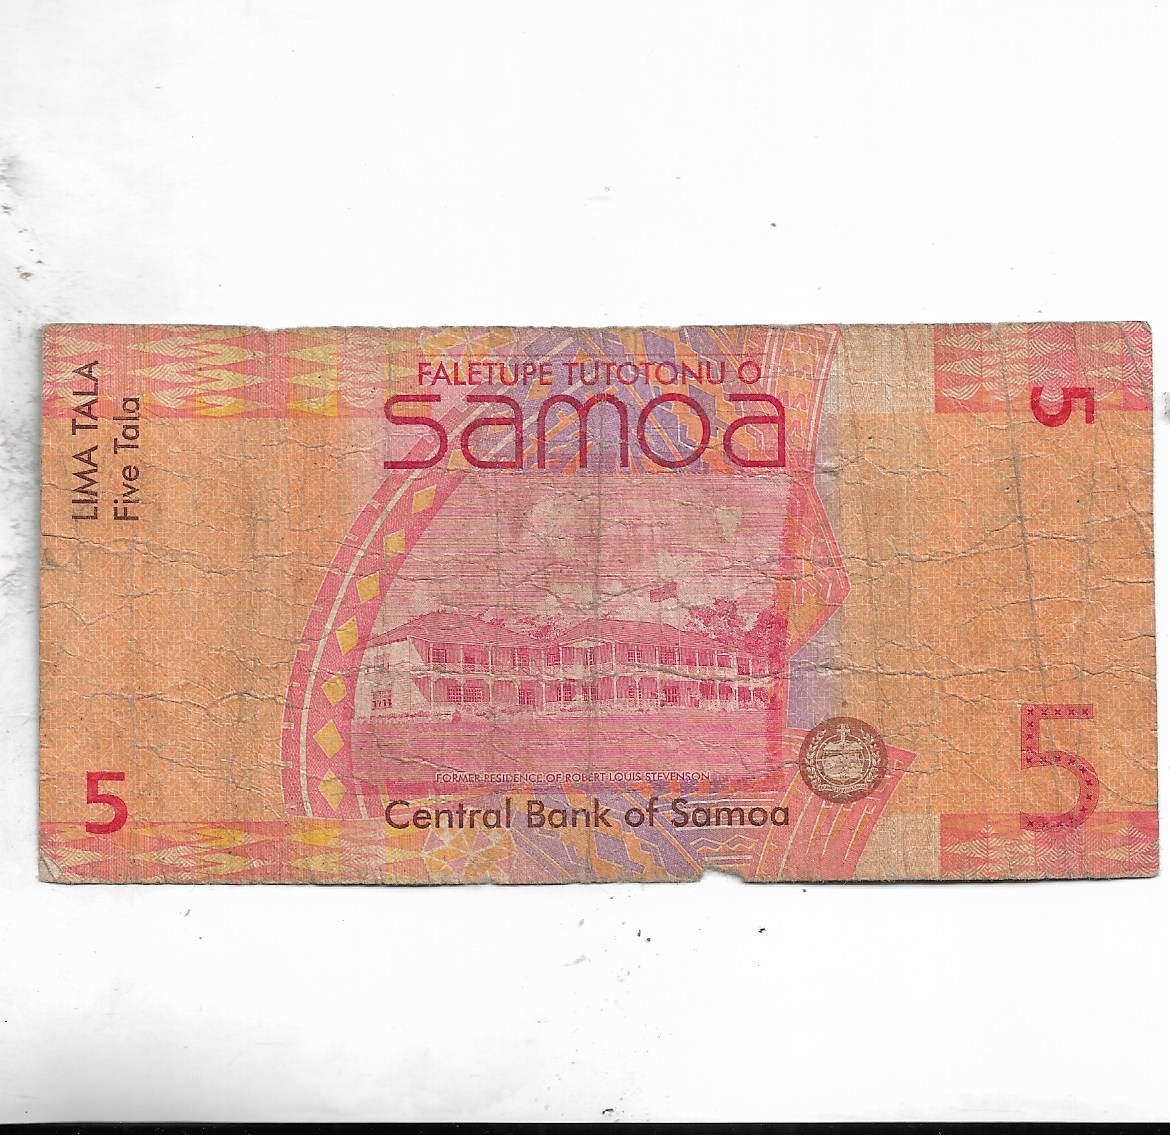 LIMA TALA
Five Tala
FALETUPE TUTOTONU O
samoa
5
FORMER RESIDENCE OF ROBERT LOUIS STEVENSON
Central Bank of Samoa
5
5